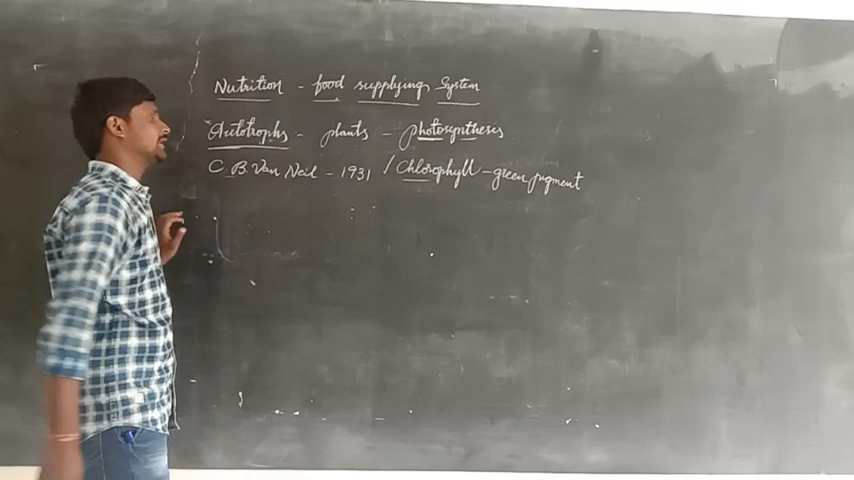 Nutrition - food supplying System
Autotrophs - plants - photosynthesis
C.B. Van Neil - 1931 / Chlorophyll - green pigment